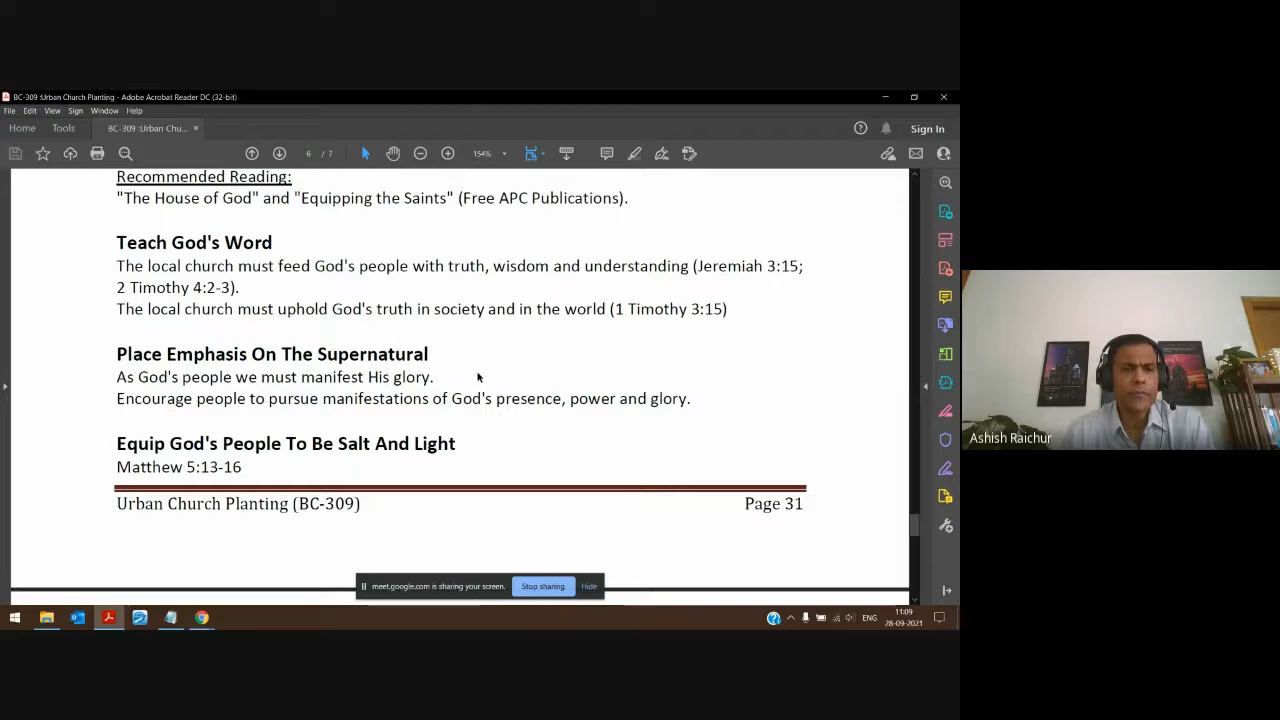 BC-309 :Urban Church Planting - Adobe Acrobat Reader DC (32-bit)
File Edit View Sign Window Help
Home Tools BC-309 :Urban Chu... × Sign In
6 / 7 154%
Recommended Reading:
"The House of God" and "Equipping the Saints" (Free APC Publications).
Teach God's Word
The local church must feed God's people with truth, wisdom and understanding (Jeremiah 3:15;
2 Timothy 4:2-3).
The local church must uphold God's truth in society and in the world (1 Timothy 3:15)
Place Emphasis On The Supernatural
As God's people we must manifest His glory.
Encourage people to pursue manifestations of God's presence, power and glory.
Equip God's People To Be Salt And Light
Matthew 5:13-16
Urban Church Planting (BC-309) Page 31
meet.google.com is sharing your screen. Stop sharing Hide
ENG 11:09
28-09-2021
Ashish Raichur